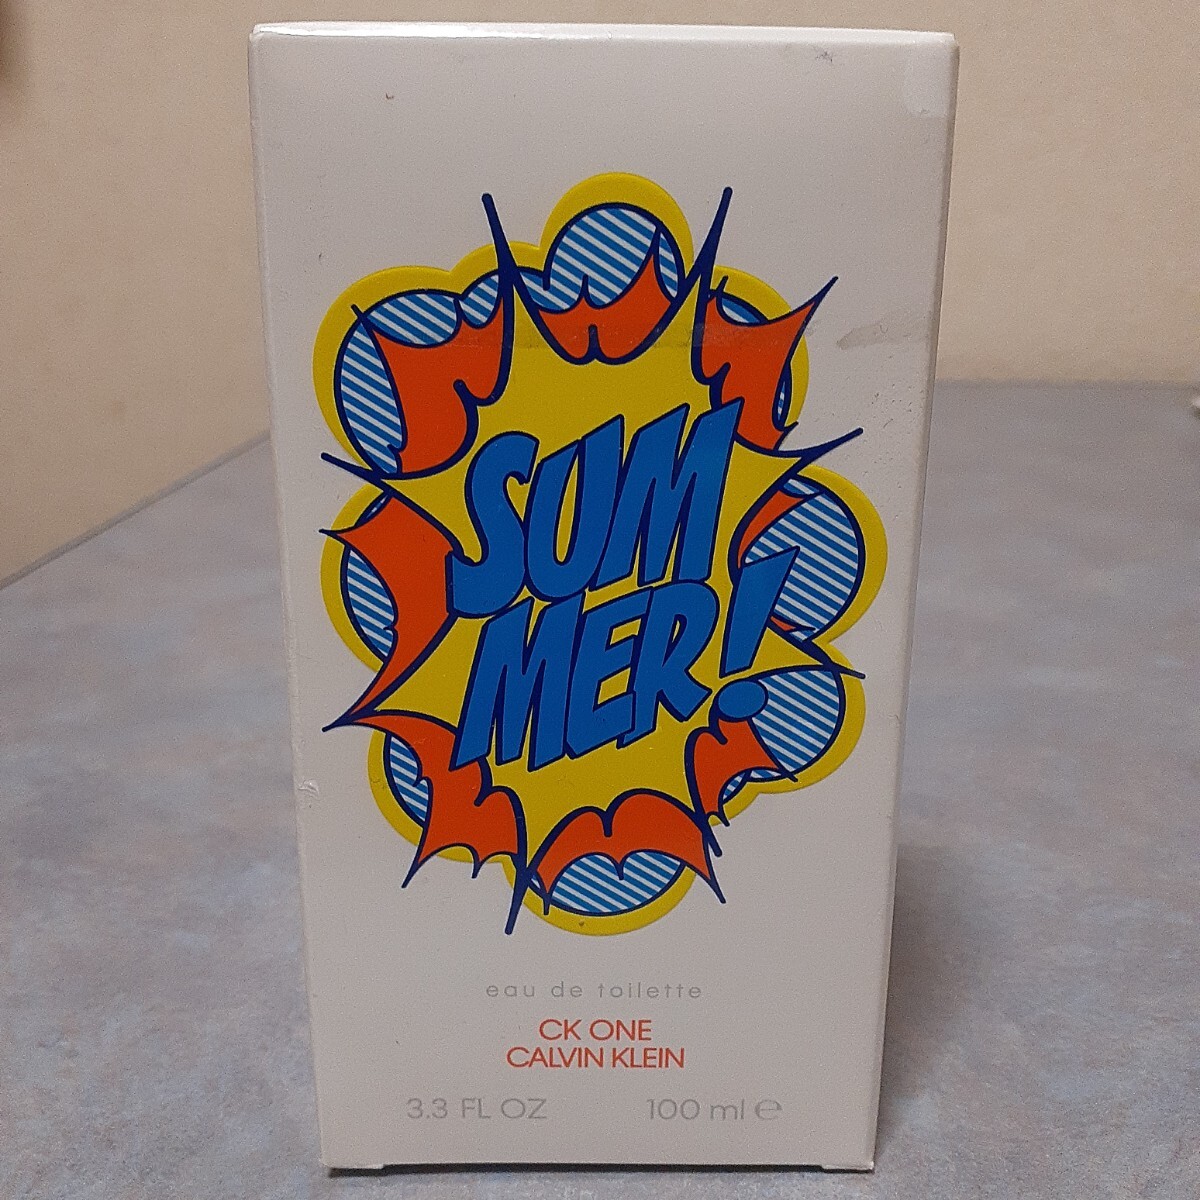 SUM
MER!
eau de toilette
CK ONE
CALVIN KLEIN
3.3 FL OZ 100 ml ℮